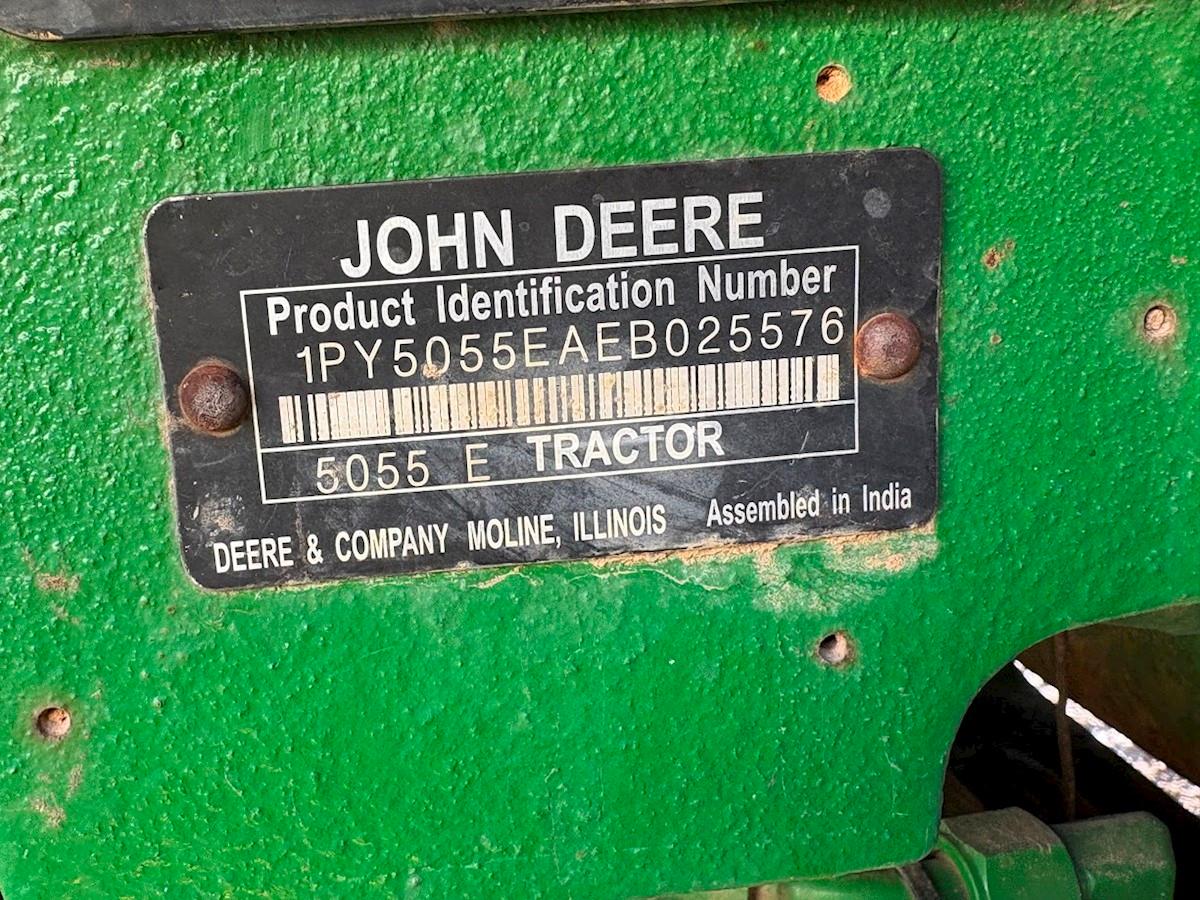 JOHN DEERE
Product Identification Number
1PY5055EAEB025576
5055 E TRACTOR
DEERE & COMPANY MOLINE, ILLINOIS Assembled in India